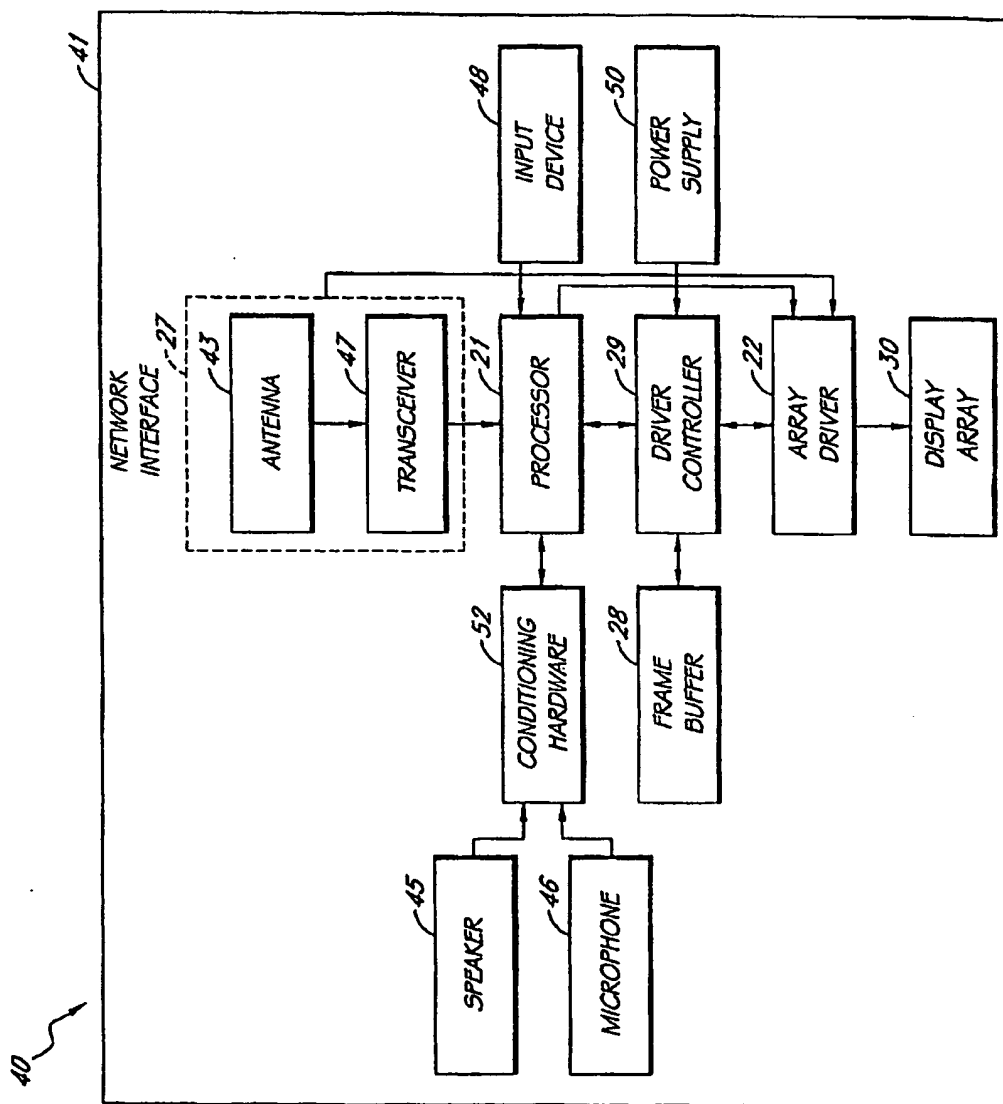 40
41
NETWORK
INTERFACE
27
43
ANTENNA
47
TRANSCEIVER
21
PROCESSOR
29
DRIVER
CONTROLLER
22
ARRAY
DRIVER
30
DISPLAY
ARRAY
48
INPUT
DEVICE
50
POWER
SUPPLY
52
CONDITIONING
HARDWARE
28
FRAME
BUFFER
45
SPEAKER
46
MICROPHONE